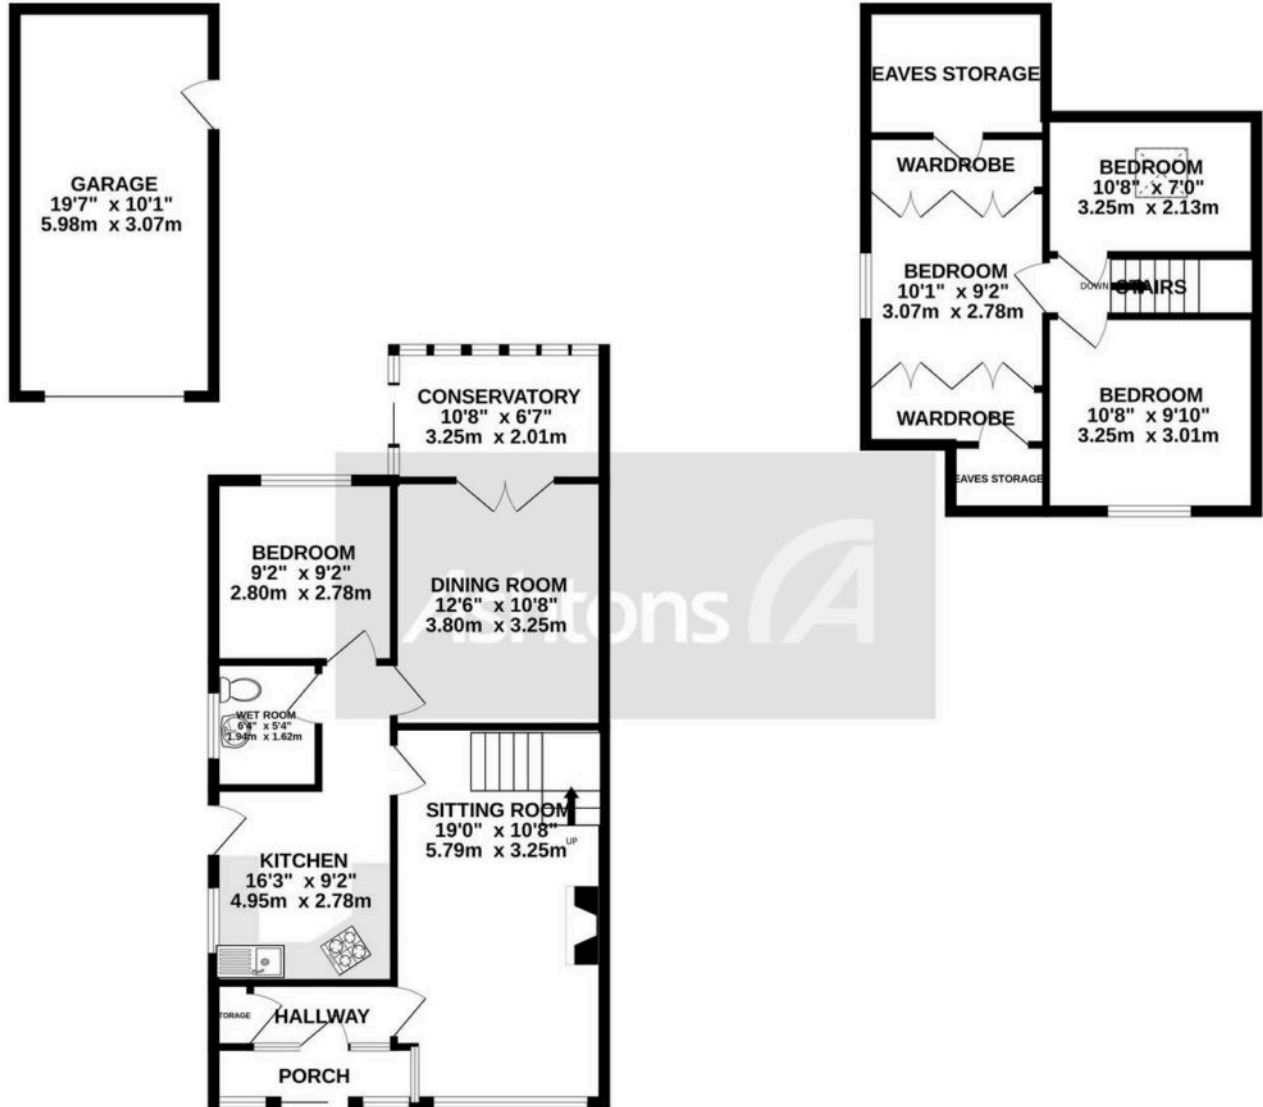 GARAGE
19'7" x 10'1"
5.98m x 3.07m
EAVES STORAGE
WARDROBE
BEDROOM
10'8" x 7'0"
3.25m x 2.13m
BEDROOM
10'1" x 9'2"
3.07m x 2.78m
DOWN
STAIRS
BEDROOM
10'8" x 9'10"
3.25m x 3.01m
WARDROBE
EAVES STORAGE
CONSERVATORY
10'8" x 6'7"
3.25m x 2.01m
BEDROOM
9'2" x 9'2"
2.80m x 2.78m
DINING ROOM
12'6" x 10'8"
3.80m x 3.25m
Ashtons
WET ROOM
6'4" x 5'4"
1.94m x 1.62m
SITTING ROOM
19'0" x 10'8"
5.79m x 3.25m
UP
KITCHEN
16'3" x 9'2"
4.95m x 2.78m
TORAGE
HALLWAY
PORCH